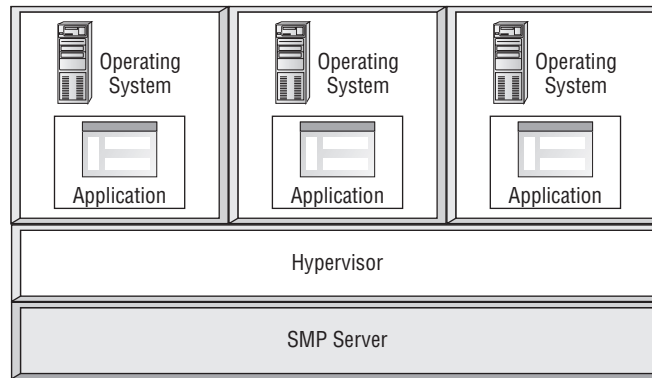 Operating
System
Application
Operating
System
Application
Operating
System
Application
Hypervisor
SMP Server